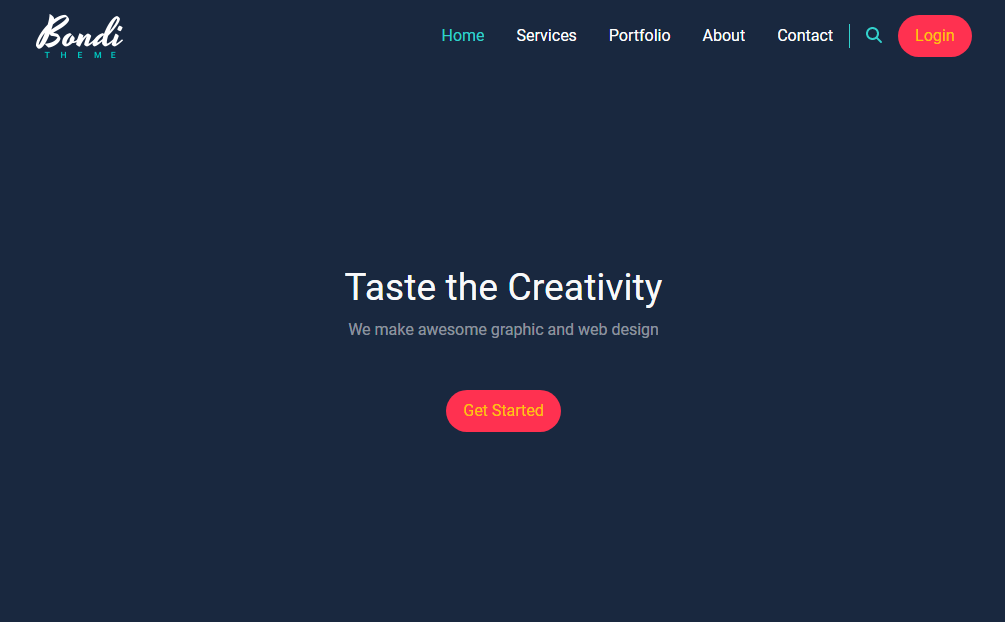 Bondi
THEME
Home Services Portfolio About Contact Login
Taste the Creativity
We make awesome graphic and web design
Get Started